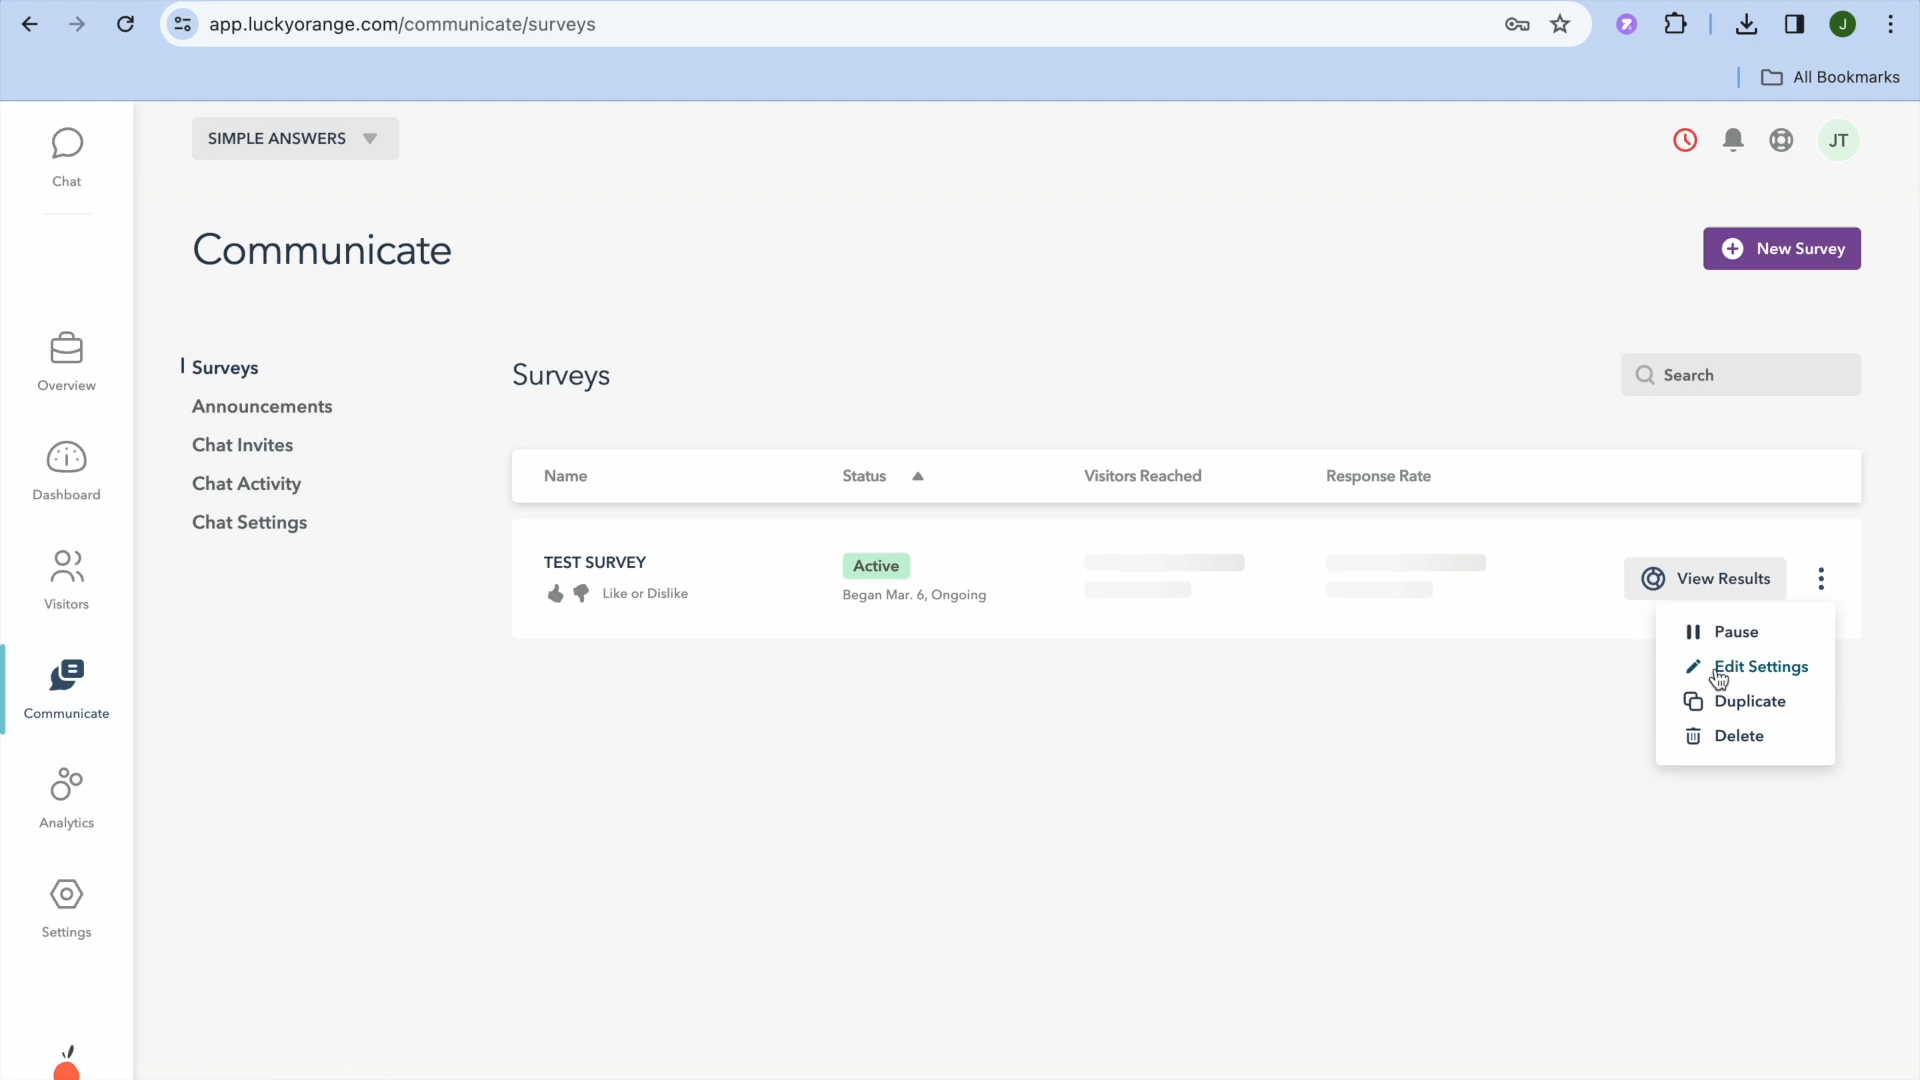 app.luckyorange.com/communicate/surveys
J
All Bookmarks
SIMPLE ANSWERS
JT
Chat
Communicate
New Survey
Overview
Dashboard
Visitors
Communicate
Analytics
Settings
Surveys
Announcements
Chat Invites
Chat Activity
Chat Settings
Surveys
Search
Name Status Visitors Reached Response Rate
TEST SURVEY
Like or Dislike
Active
Began Mar. 6, Ongoing
View Results
Pause
Edit Settings
Duplicate
Delete